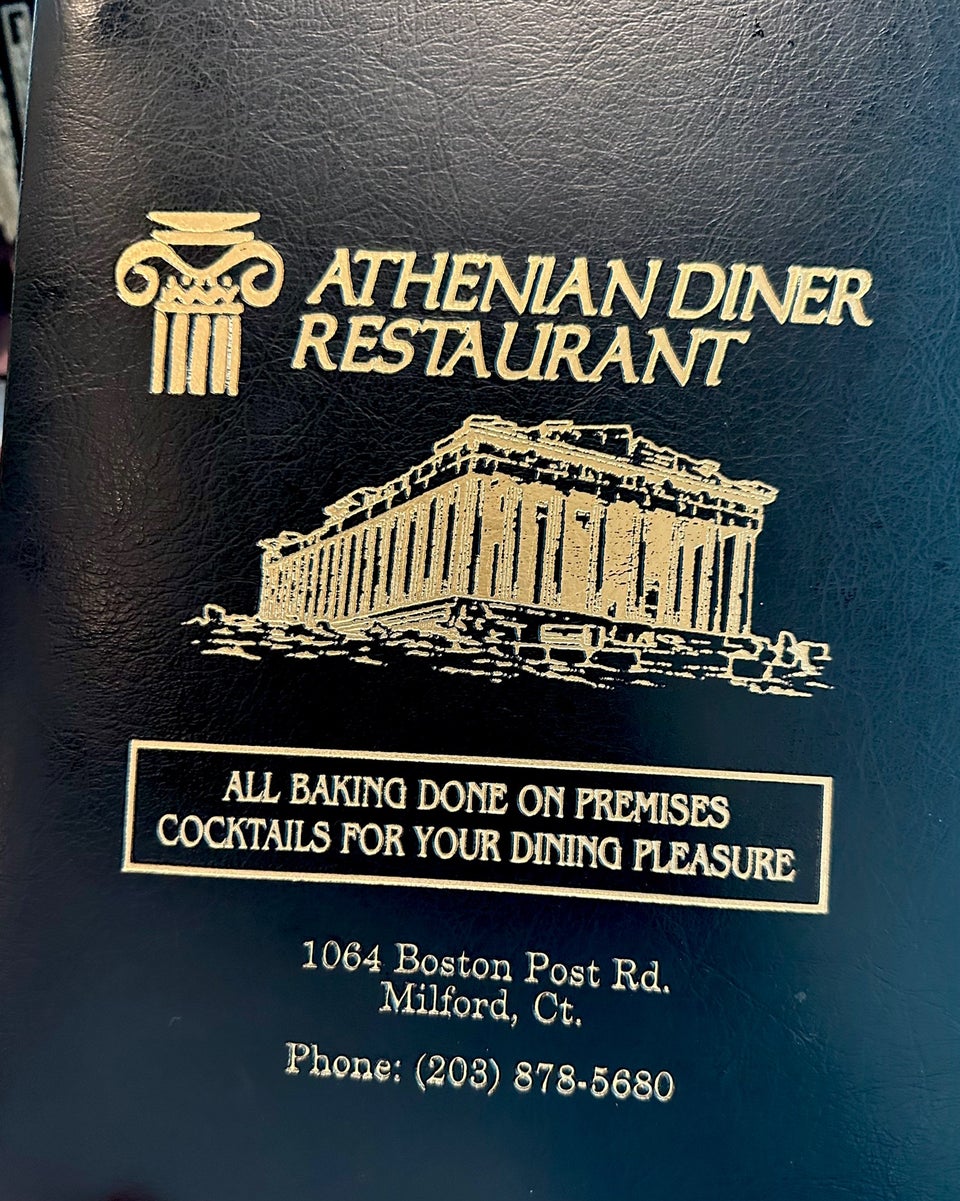 ATHENIAN DINER
RESTAURANT
ALL BAKING DONE ON PREMISES
COCKTAILS FOR YOUR DINING PLEASURE
1064 Boston Post Rd.
Milford, Ct.
Phone: (203) 878-5680